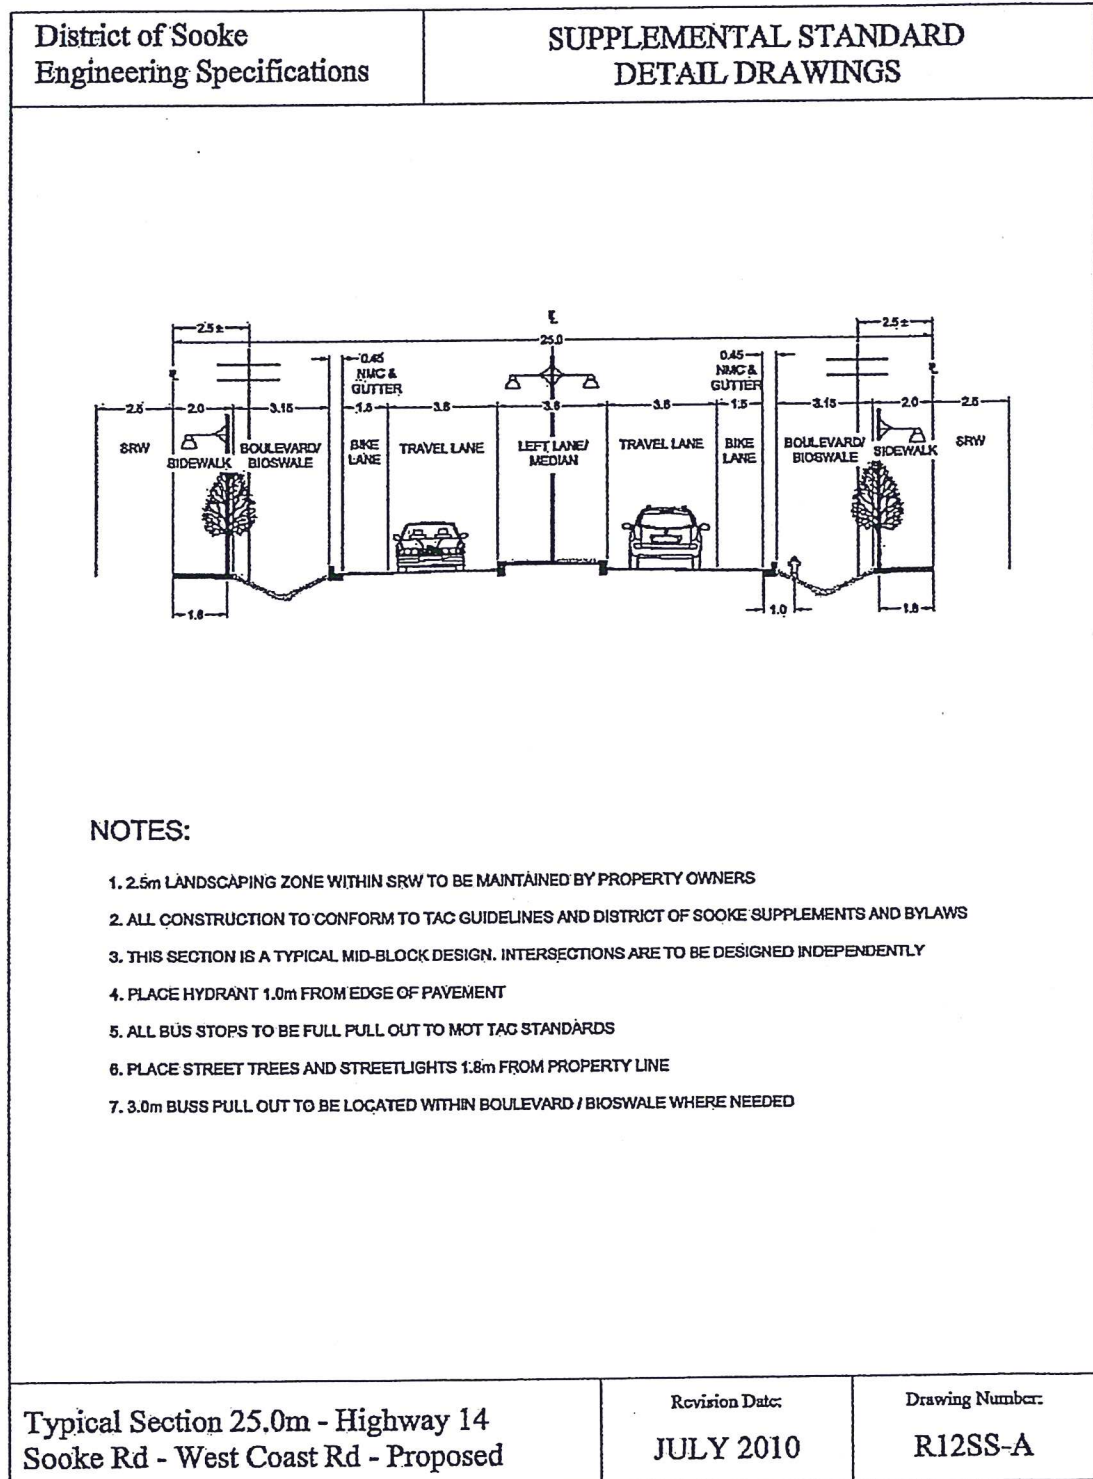 District of Sooke
Engineering Specifications
SUPPLEMENTAL STANDARD
DETAIL DRAWINGS
2.5± 25.0 2.5±
0.45
NMC &
GUTTER
0.45
NMC &
GUTTER
2.5 2.0 3.15 1.5 3.6 3.6 3.6 1.5 3.15 2.0 2.5
SRW
SIDEWALK
BOULEVARD/
BIOSWALE
BIKE
LANE
TRAVEL LANE
LEFT LANE/
MEDIAN
TRAVEL LANE
BIKE
LANE
BOULEVARD/
BIOSWALE
SIDEWALK
SRW
1.8 1.0 1.8
NOTES:
1. 2.5m LANDSCAPING ZONE WITHIN SRW TO BE MAINTAINED BY PROPERTY OWNERS
2. ALL CONSTRUCTION TO CONFORM TO TAC GUIDELINES AND DISTRICT OF SOOKE SUPPLEMENTS AND BYLAWS
3. THIS SECTION IS A TYPICAL MID-BLOCK DESIGN. INTERSECTIONS ARE TO BE DESIGNED INDEPENDENTLY
4. PLACE HYDRANT 1.0m FROM EDGE OF PAVEMENT
5. ALL BUS STOPS TO BE FULL PULL OUT TO MOT TAC STANDARDS
6. PLACE STREET TREES AND STREETLIGHTS 1.8m FROM PROPERTY LINE
7. 3.0m BUSS PULL OUT TO BE LOCATED WITHIN BOULEVARD / BIOSWALE WHERE NEEDED
Typical Section 25.0m - Highway 14
Sooke Rd - West Coast Rd - Proposed
Revision Date:
JULY 2010
Drawing Number:
R12SS-A